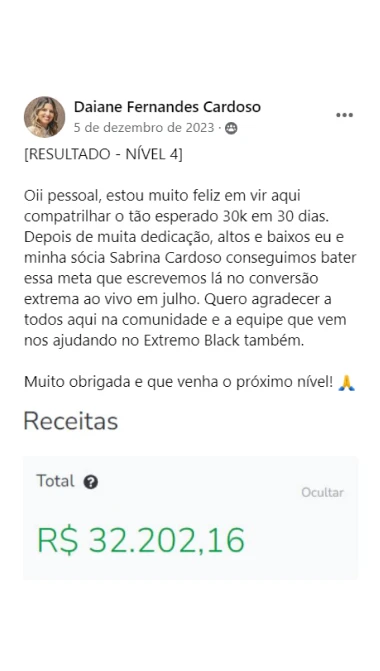 Daiane Fernandes Cardoso
5 de dezembro de 2023 ·
[RESULTADO - NÍVEL 4]
Oii pessoal, estou muito feliz em vir aqui
compatrilhar o tão esperado 30k em 30 dias.
Depois de muita dedicação, altos e baixos eu e
minha sócia Sabrina Cardoso conseguimos bater
essa meta que escrevemos lá no conversão
extrema ao vivo em julho. Quero agradecer a
todos aqui na comunidade e a equipe que vem
nos ajudando no Extremo Black também.
Muito obrigada e que venha o próximo nível! 🙏
Receitas
Total ?
Ocultar
R$ 32.202,16